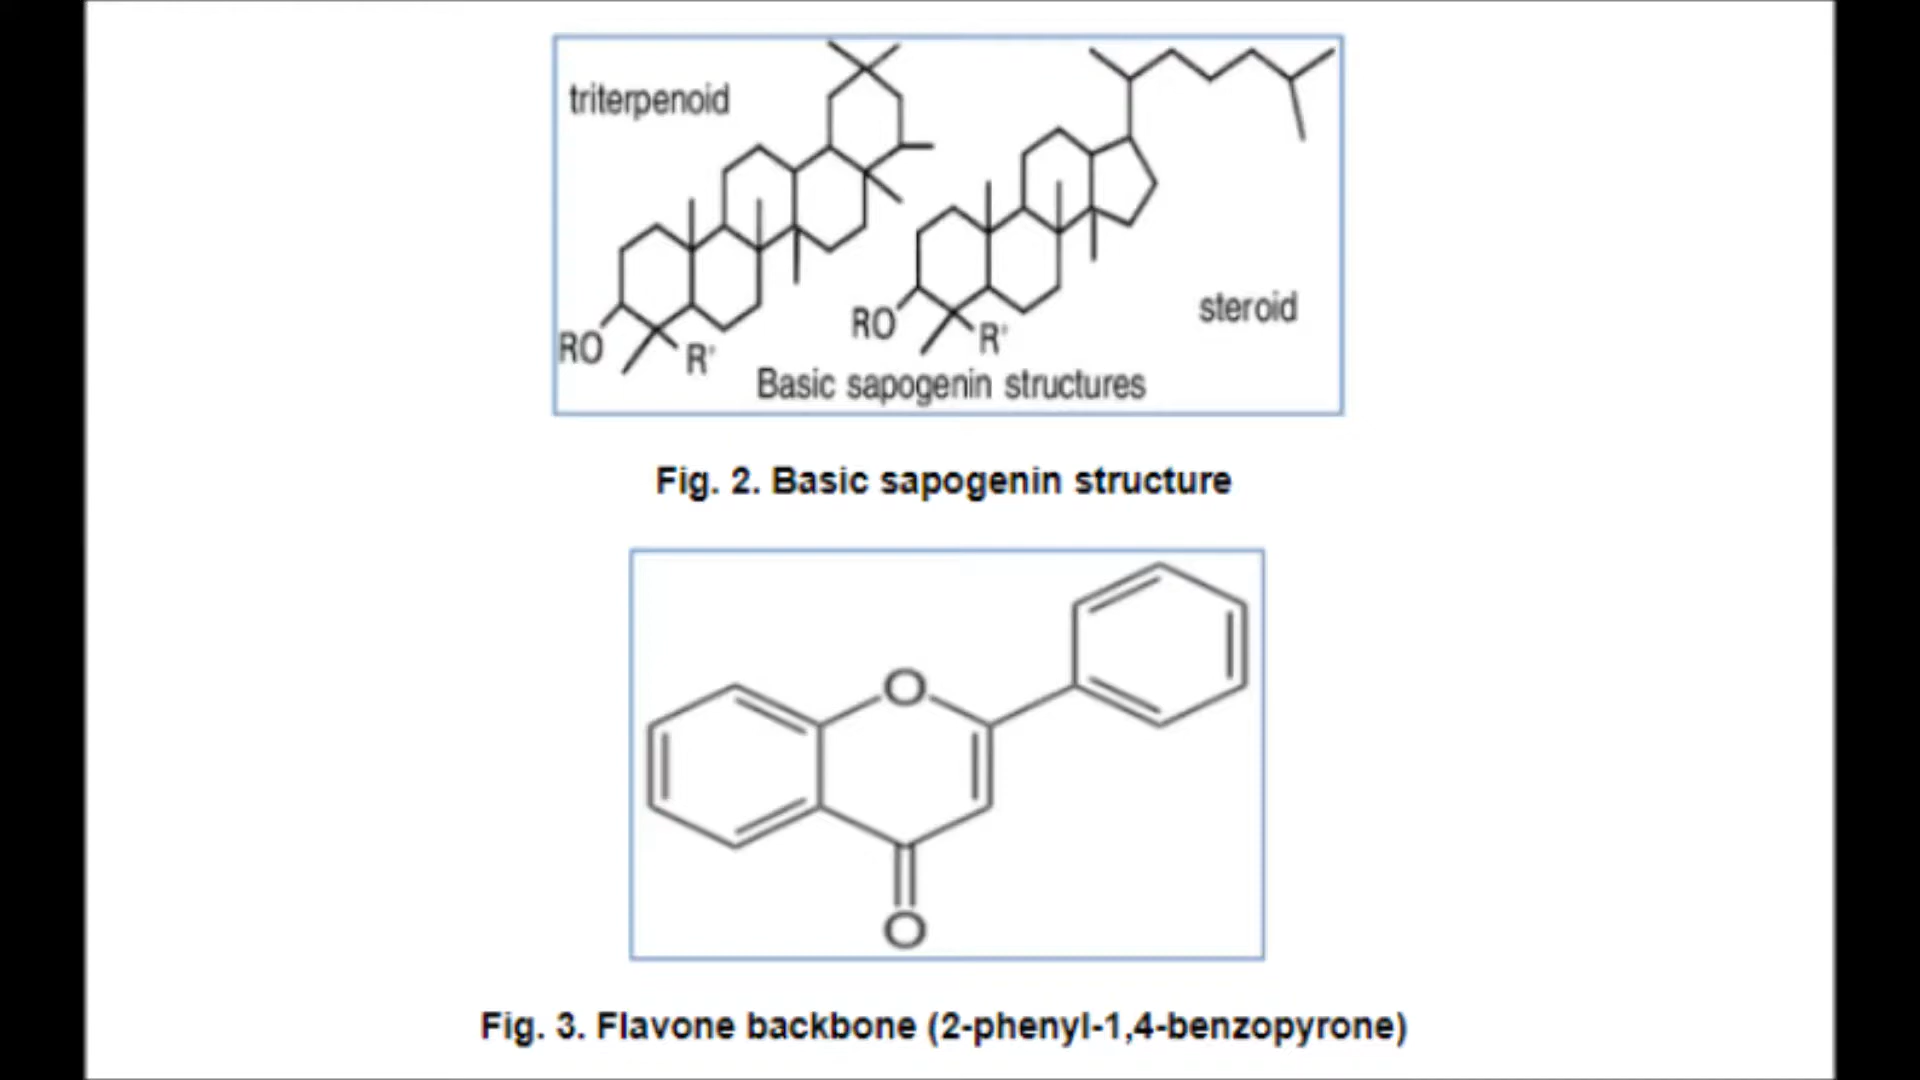 triterpenoid
RO
R'
RO
R'
steroid
Basic sapogenin structures
Fig. 2. Basic sapogenin structure
O
O
Fig. 3. Flavone backbone (2-phenyl-1,4-benzopyrone)